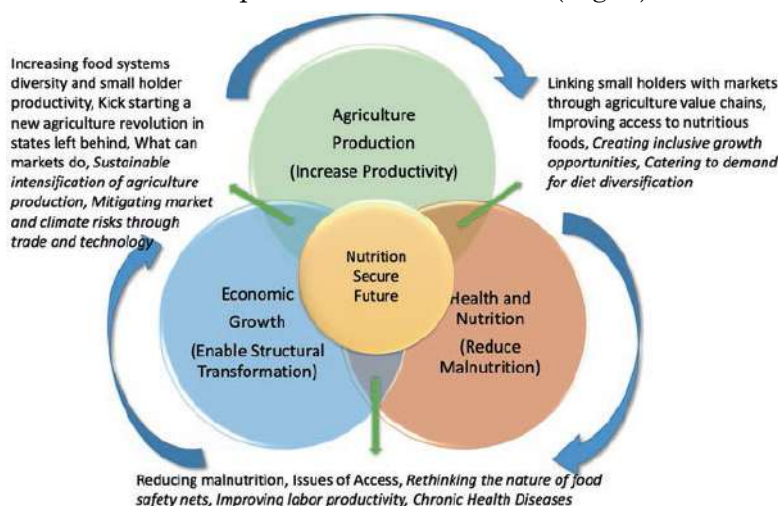 Increasing food systems
diversity and small holder
productivity, Kick starting a
new agriculture revolution in
states left behind, What can
markets do, Sustainable
intensification of agriculture
production, Mitigating market
and climate risks through
trade and technology
Agriculture
Production
(Increase Productivity)
Linking small holders with markets
through agriculture value chains,
Improving access to nutritious
foods, Creating inclusive growth
opportunities, Catering to demand
for diet diversification
Nutrition
Secure
Future
Economic
Growth
(Enable Structural
Transformation)
Health and
Nutrition
(Reduce
Malnutrition)
Reducing malnutrition, Issues of Access, Rethinking the nature of food
safety nets, Improving labor productivity, Chronic Health Diseases